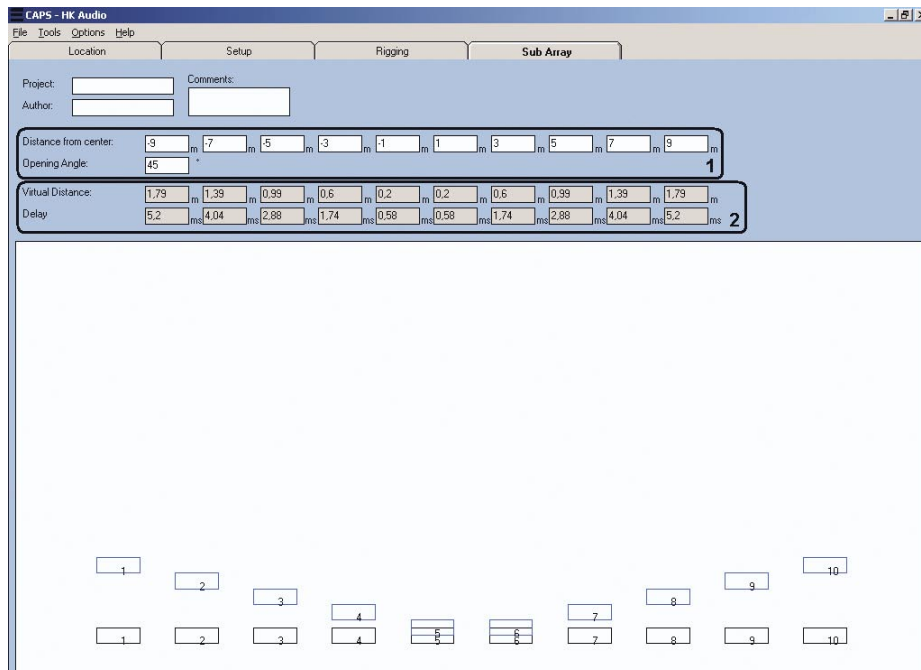 CAPS - HK Audio
File Tools Options Help
Location Setup Rigging Sub Array
Project: Comments:
Author:
Distance from center: -9 m -7 m -5 m -3 m -1 m 1 m 3 m 5 m 7 m 9 m
Opening Angle: 45 ° 1
Virtual Distance: 1,79 m 1,39 m 0,99 m 0,6 m 0,2 m 0,2 m 0,6 m 0,99 m 1,39 m 1,79 m
Delay 5,2 ms 4,04 ms 2,88 ms 1,74 ms 0,58 ms 0,58 ms 1,74 ms 2,88 ms 4,04 ms 5,2 ms 2
1 10
2 9
3 8
4 7
5 6
1 2 3 4 5 6 7 8 9 10